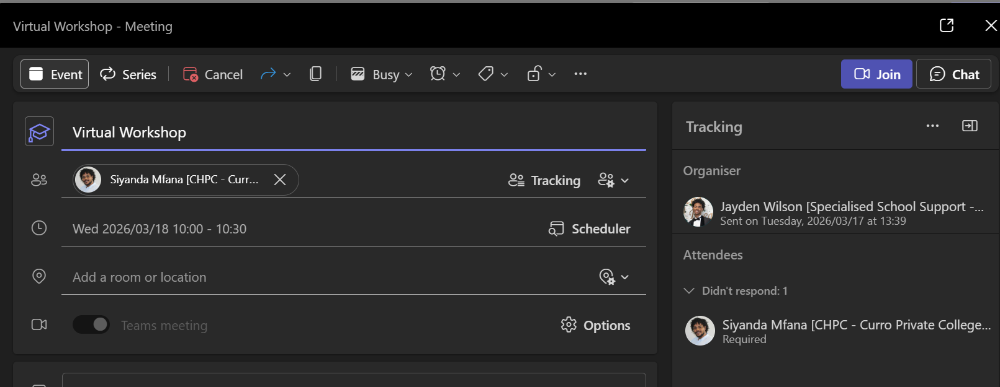 Virtual Workshop - Meeting
Event Series Cancel Busy Join Chat
Virtual Workshop
Siyanda Mfana [CHPC - Curr... Tracking
Wed 2026/03/18 10:00 - 10:30 Scheduler
Add a room or location
Teams meeting Options
Tracking
Organiser
Jayden Wilson [Specialised School Support -...
Sent on Tuesday, 2026/03/17 at 13:39
Attendees
Didn't respond: 1
Siyanda Mfana [CHPC - Curro Private College...
Required